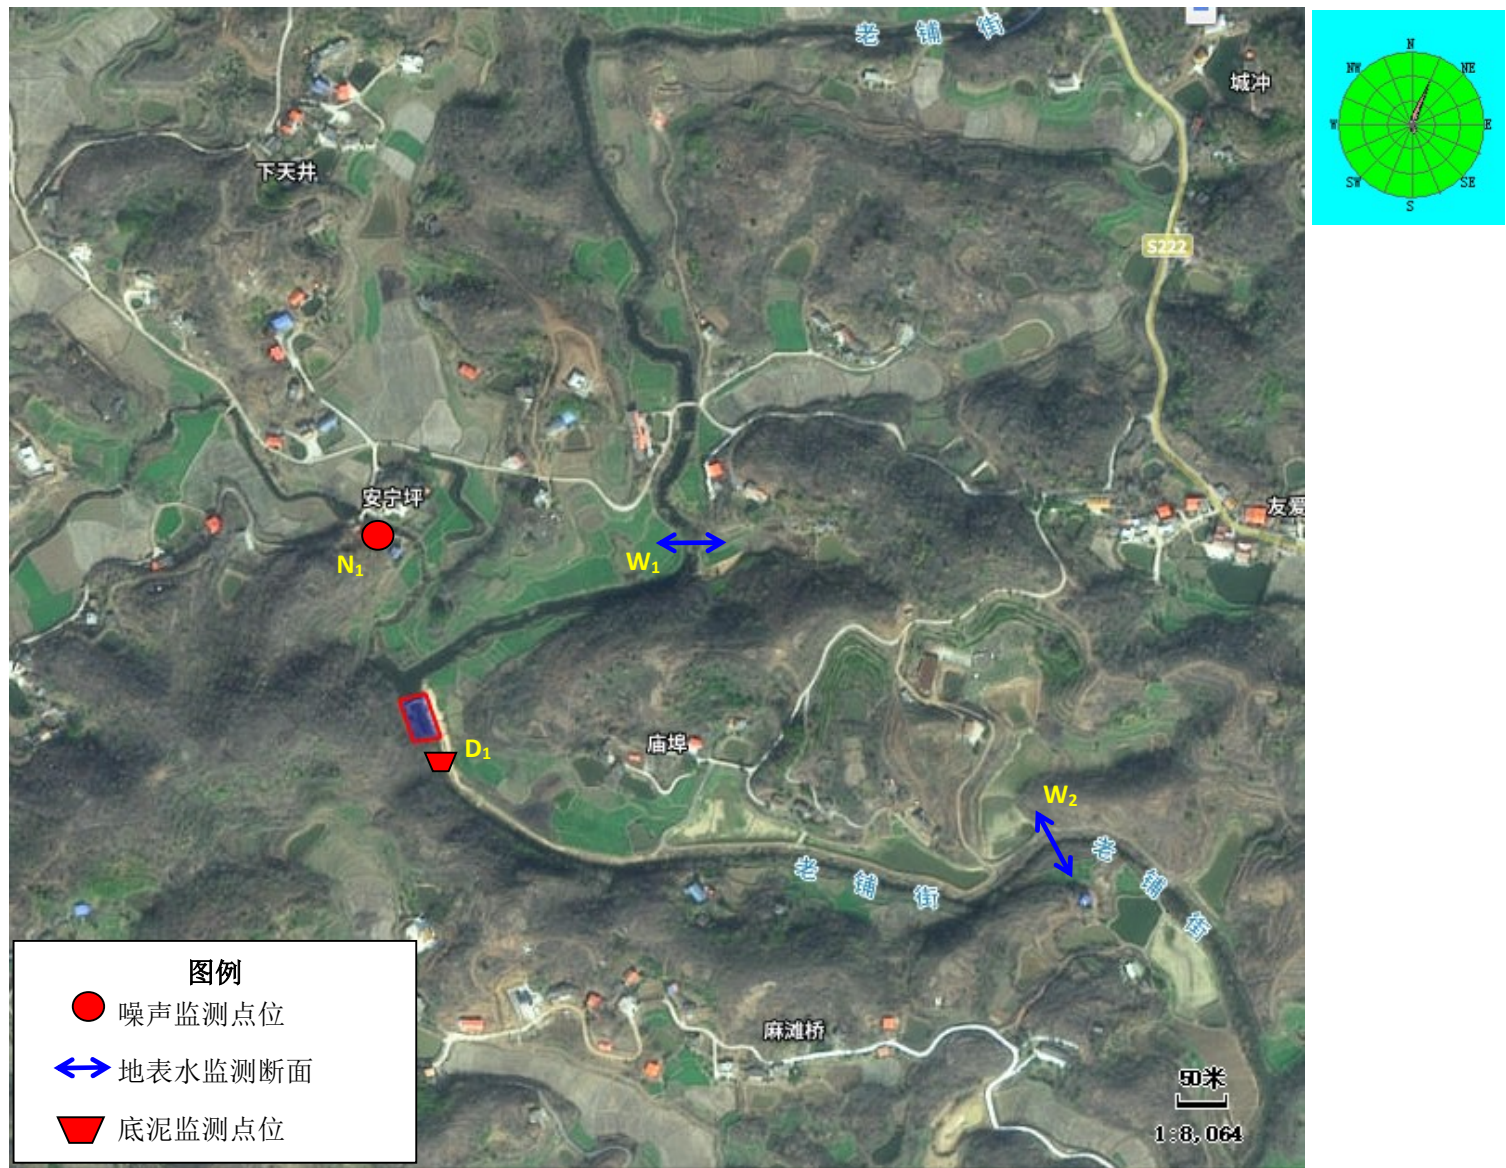 老铺街
城冲
N
NW
NE
W
E
SW
SE
S
下天井
S222
安宁坪
友爱
N₁
W₁
D₁
庙埠
W₂
老铺街
老铺街
麻滩桥
图例
噪声监测点位
地表水监测断面
底泥监测点位
50米
1:8,064